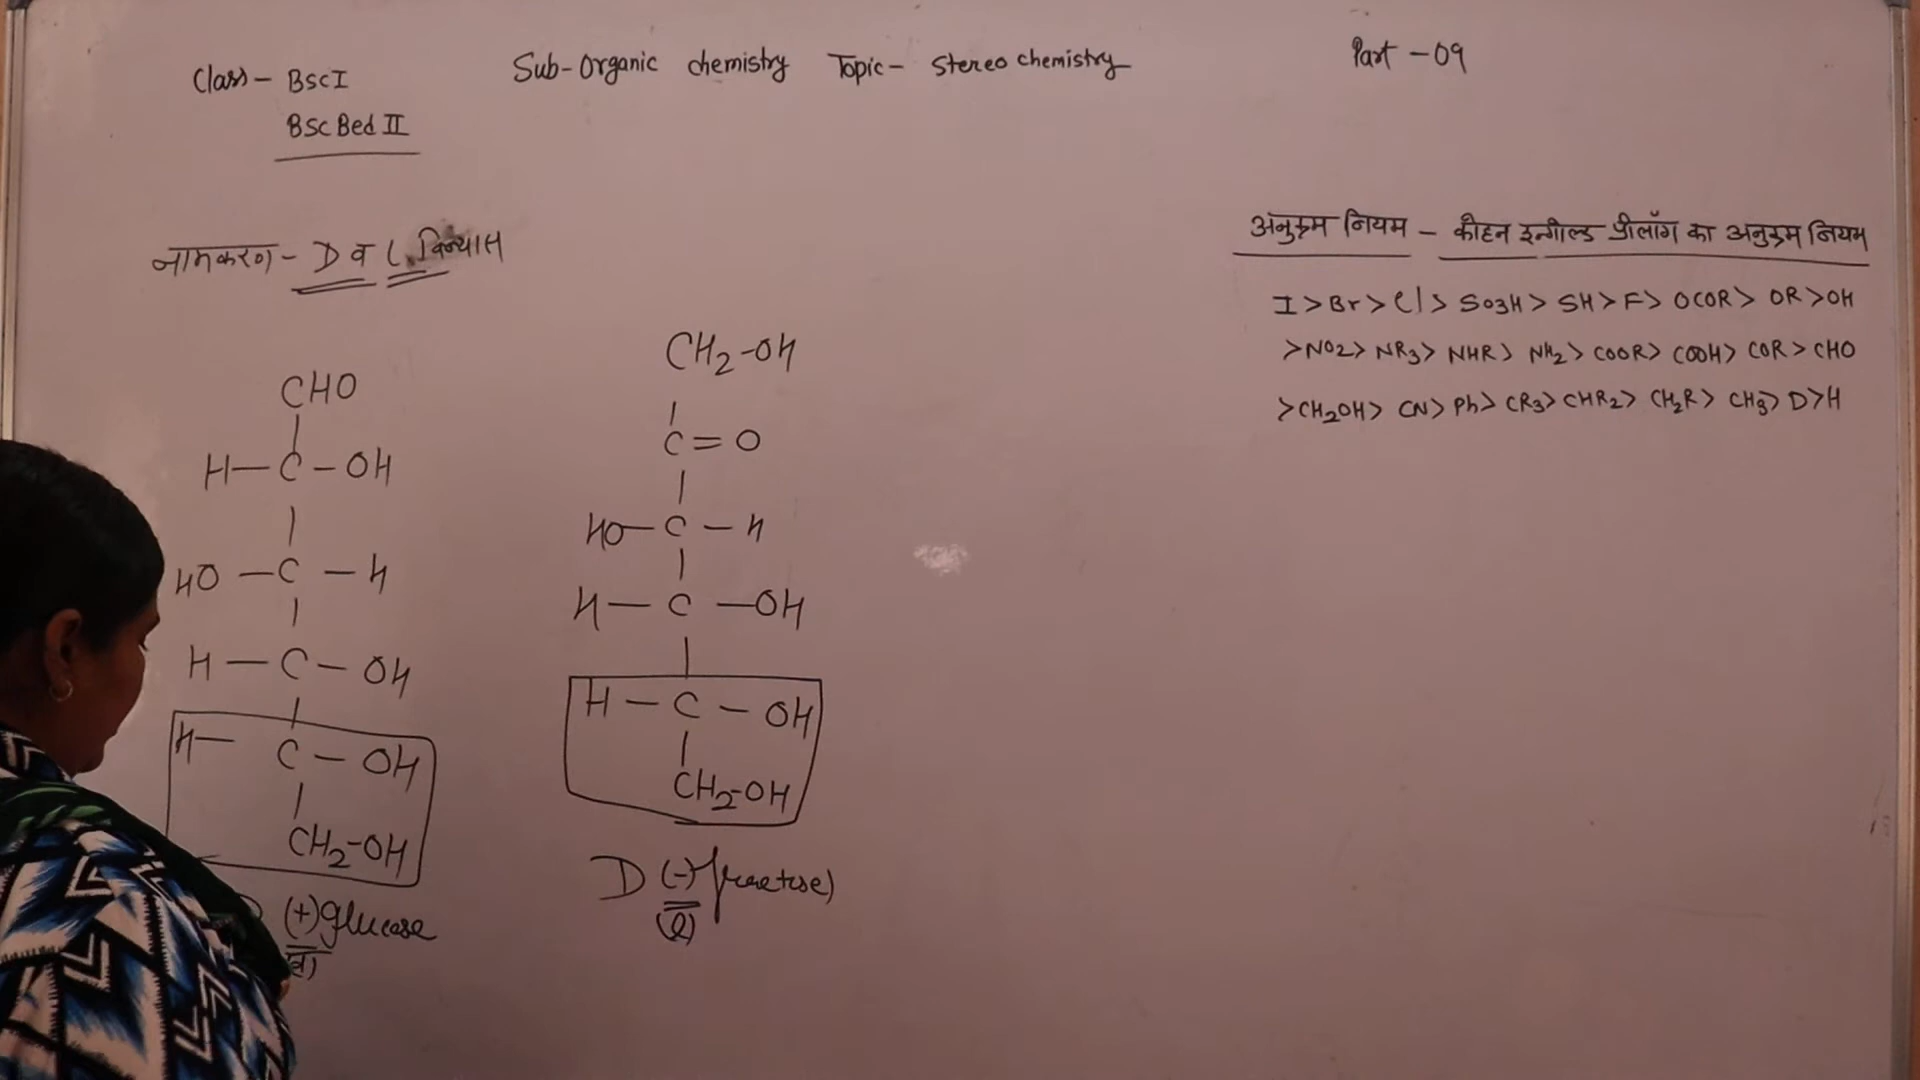 Class- BscI
BSc Bed II
Sub-Organic chemistry Topic- Stereo chemistry
Part -09
नामकरण - D व L विन्यास
CHO
H-C-OH
HO-C-H
H-C-OH
H-C-OH
CH2-OH
(+)glucose
CH2-OH
C=O
HO-C-H
H-C-OH
H-C-OH
CH2-OH
D (-)
(l)
अनुक्रम नियम - कॉहन इन्गोल्ड प्रीलॉग का अनुक्रम नियम
I>Br>Cl>SO3H>SH>F>OCOR>OR>OH
>NO2>NR3>NHR>NH2>COOR>COOH>COR>CHO
>CH2OH>CN>Ph>CR3>CHR2>CH2R>CH3>D>H